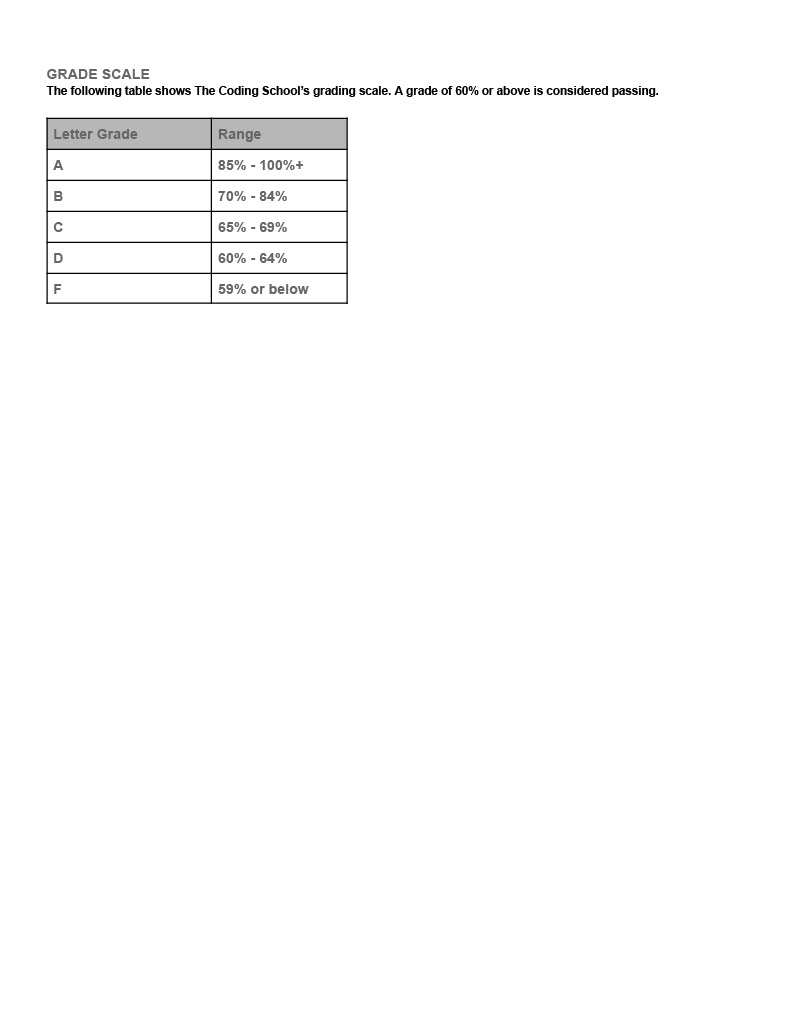 GRADE SCALE
The following table shows The Coding School’s grading scale. A grade of 60% or above is considered passing.
Letter Grade Range
A 85% - 100%+
B 70% - 84%
C 65% - 69%
D 60% - 64%
F 59% or below